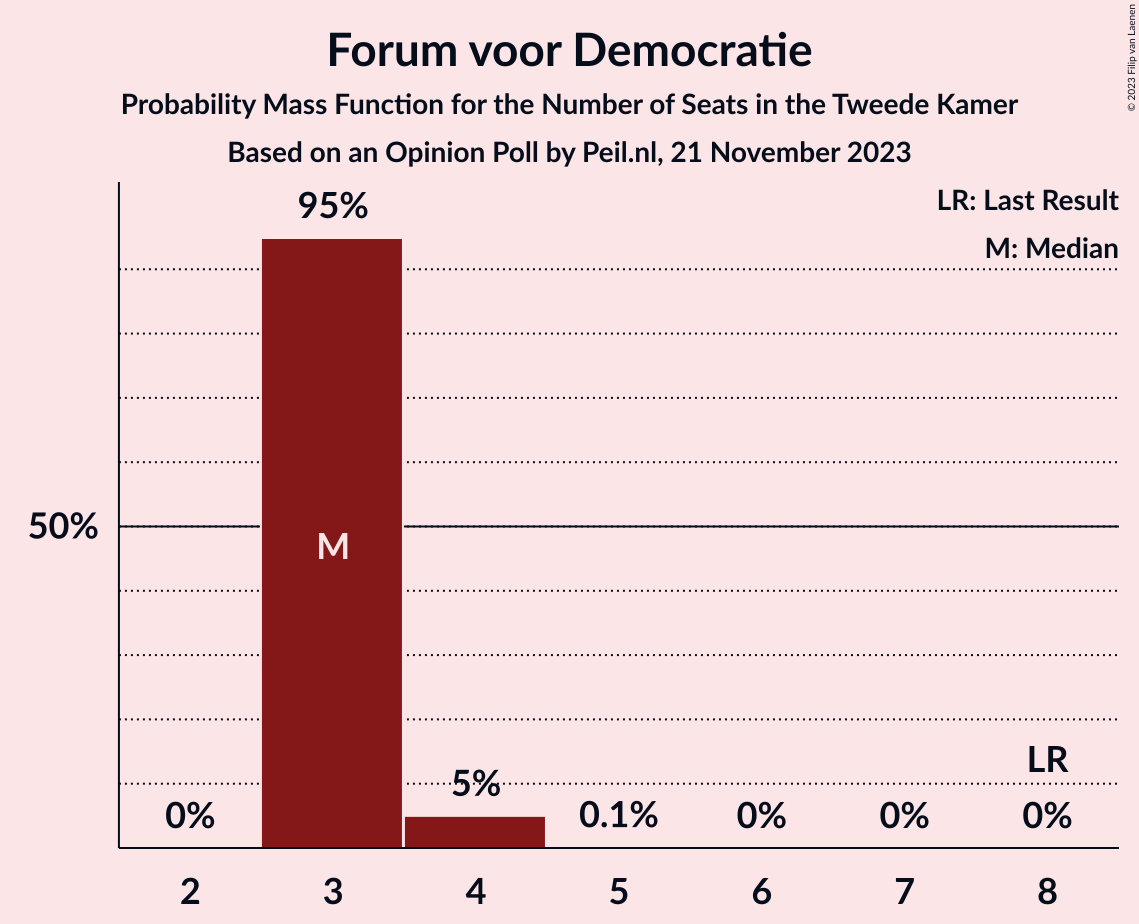 Forum voor Democratie
Probability Mass Function for the Number of Seats in the Tweede Kamer
Based on an Opinion Poll by Peil.nl, 21 November 2023
© 2023 Filip van Laenen
LR: Last Result
M: Median
95%
50%
M
LR
5%
0%
0.1%
0%
0%
0%
2 3 4 5 6 7 8